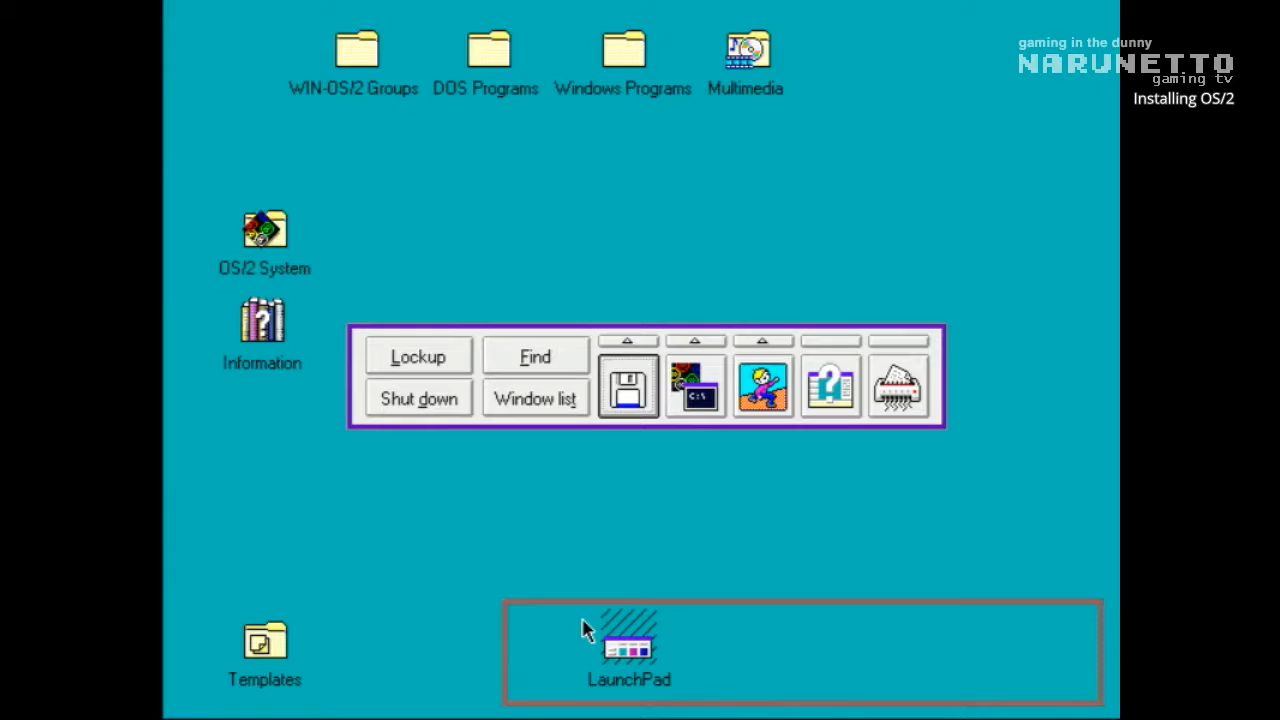 gaming in the dunny
NARUNETTO
gaming tv
Installing OS/2
WIN-OS/2 Groups
DOS Programs
Windows Programs
Multimedia
OS/2 System
Information
Lockup
Find
Shut down
Window list
C:\
Templates
LaunchPad